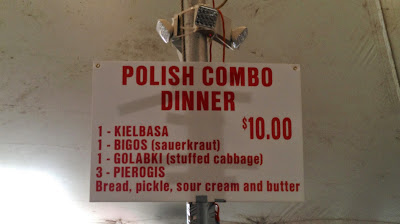 POLISH COMBO
DINNER
$10.00
1 - KIELBASA
1 - BIGOS (sauerkraut)
1 - GOLABKI (stuffed cabbage)
3 - PIEROGIS
Bread, pickle, sour cream and butter